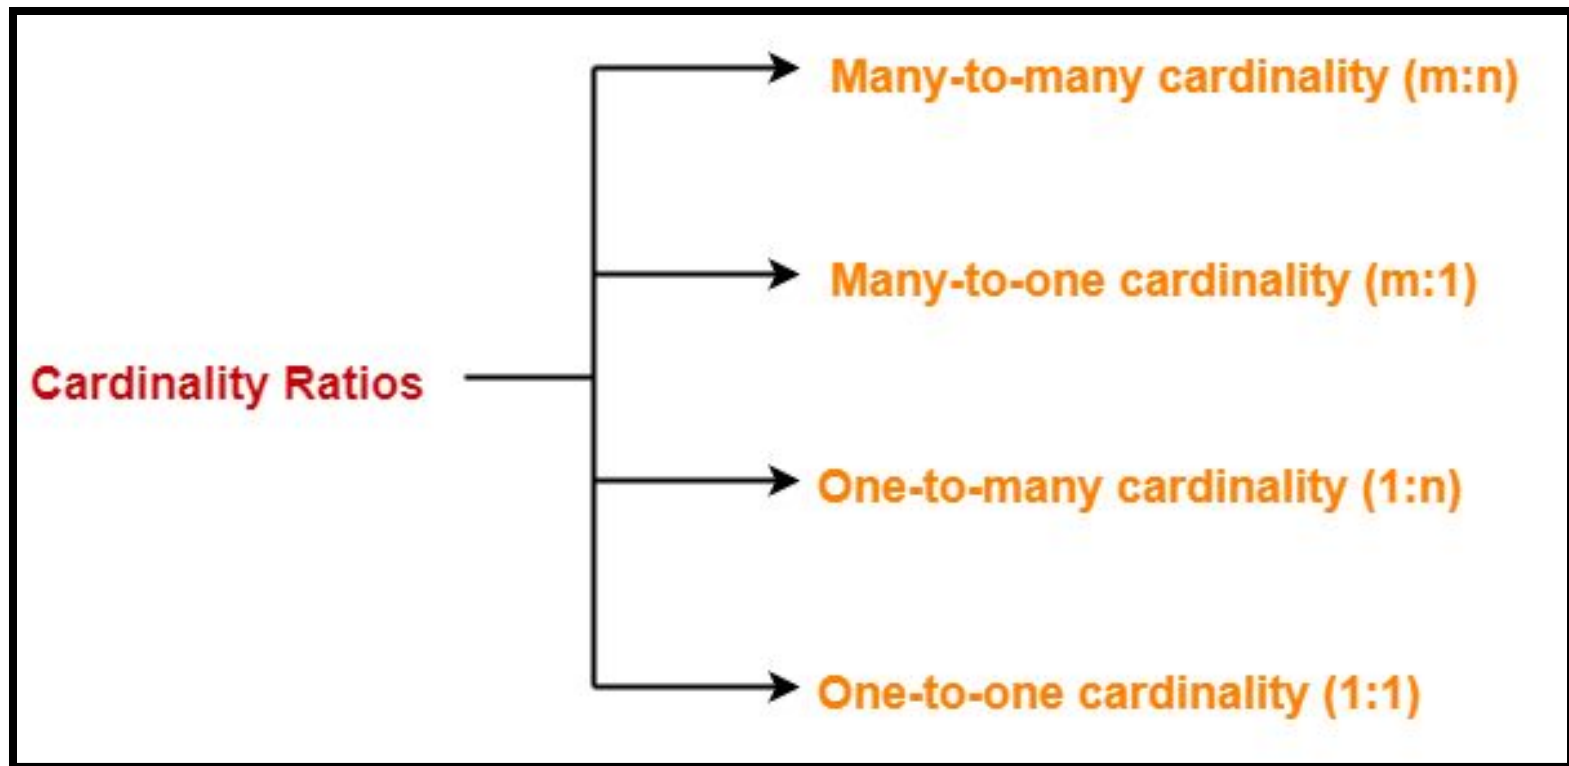 Many-to-many cardinality (m:n)
Many-to-one cardinality (m:1)
Cardinality Ratios
One-to-many cardinality (1:n)
One-to-one cardinality (1:1)